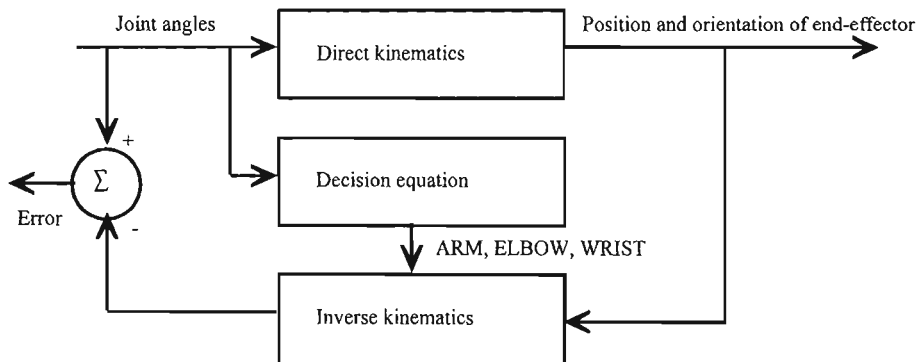 Joint angles
Position and orientation of end-effector
Direct kinematics
+
Σ
Decision equation
Error
-
ARM, ELBOW, WRIST
Inverse kinematics